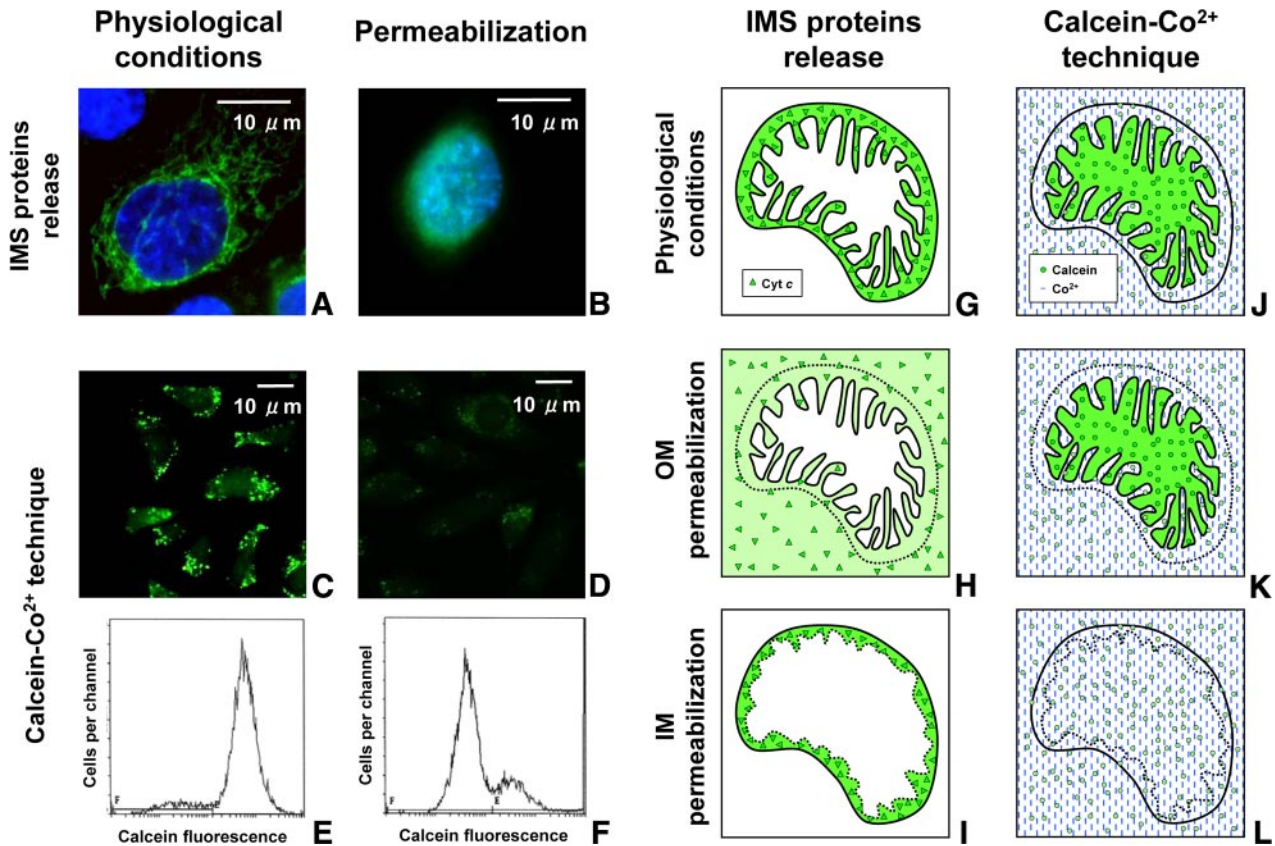 Physiological
conditions
Permeabilization
IMS proteins
release
Calcein-Co²⁺
technique
IMS proteins
release
10 μm
A
10 μm
B
Physiological
conditions
Cyt c
G
Calcein
Co²⁺
J
Calcein-Co²⁺ technique
10 μm
C
10 μm
D
OM
permeabilization
H
K
Cells per channel
F
Calcein fluorescence
E
Cells per channel
F
E
Calcein fluorescence
F
IM
permeabilization
I
L